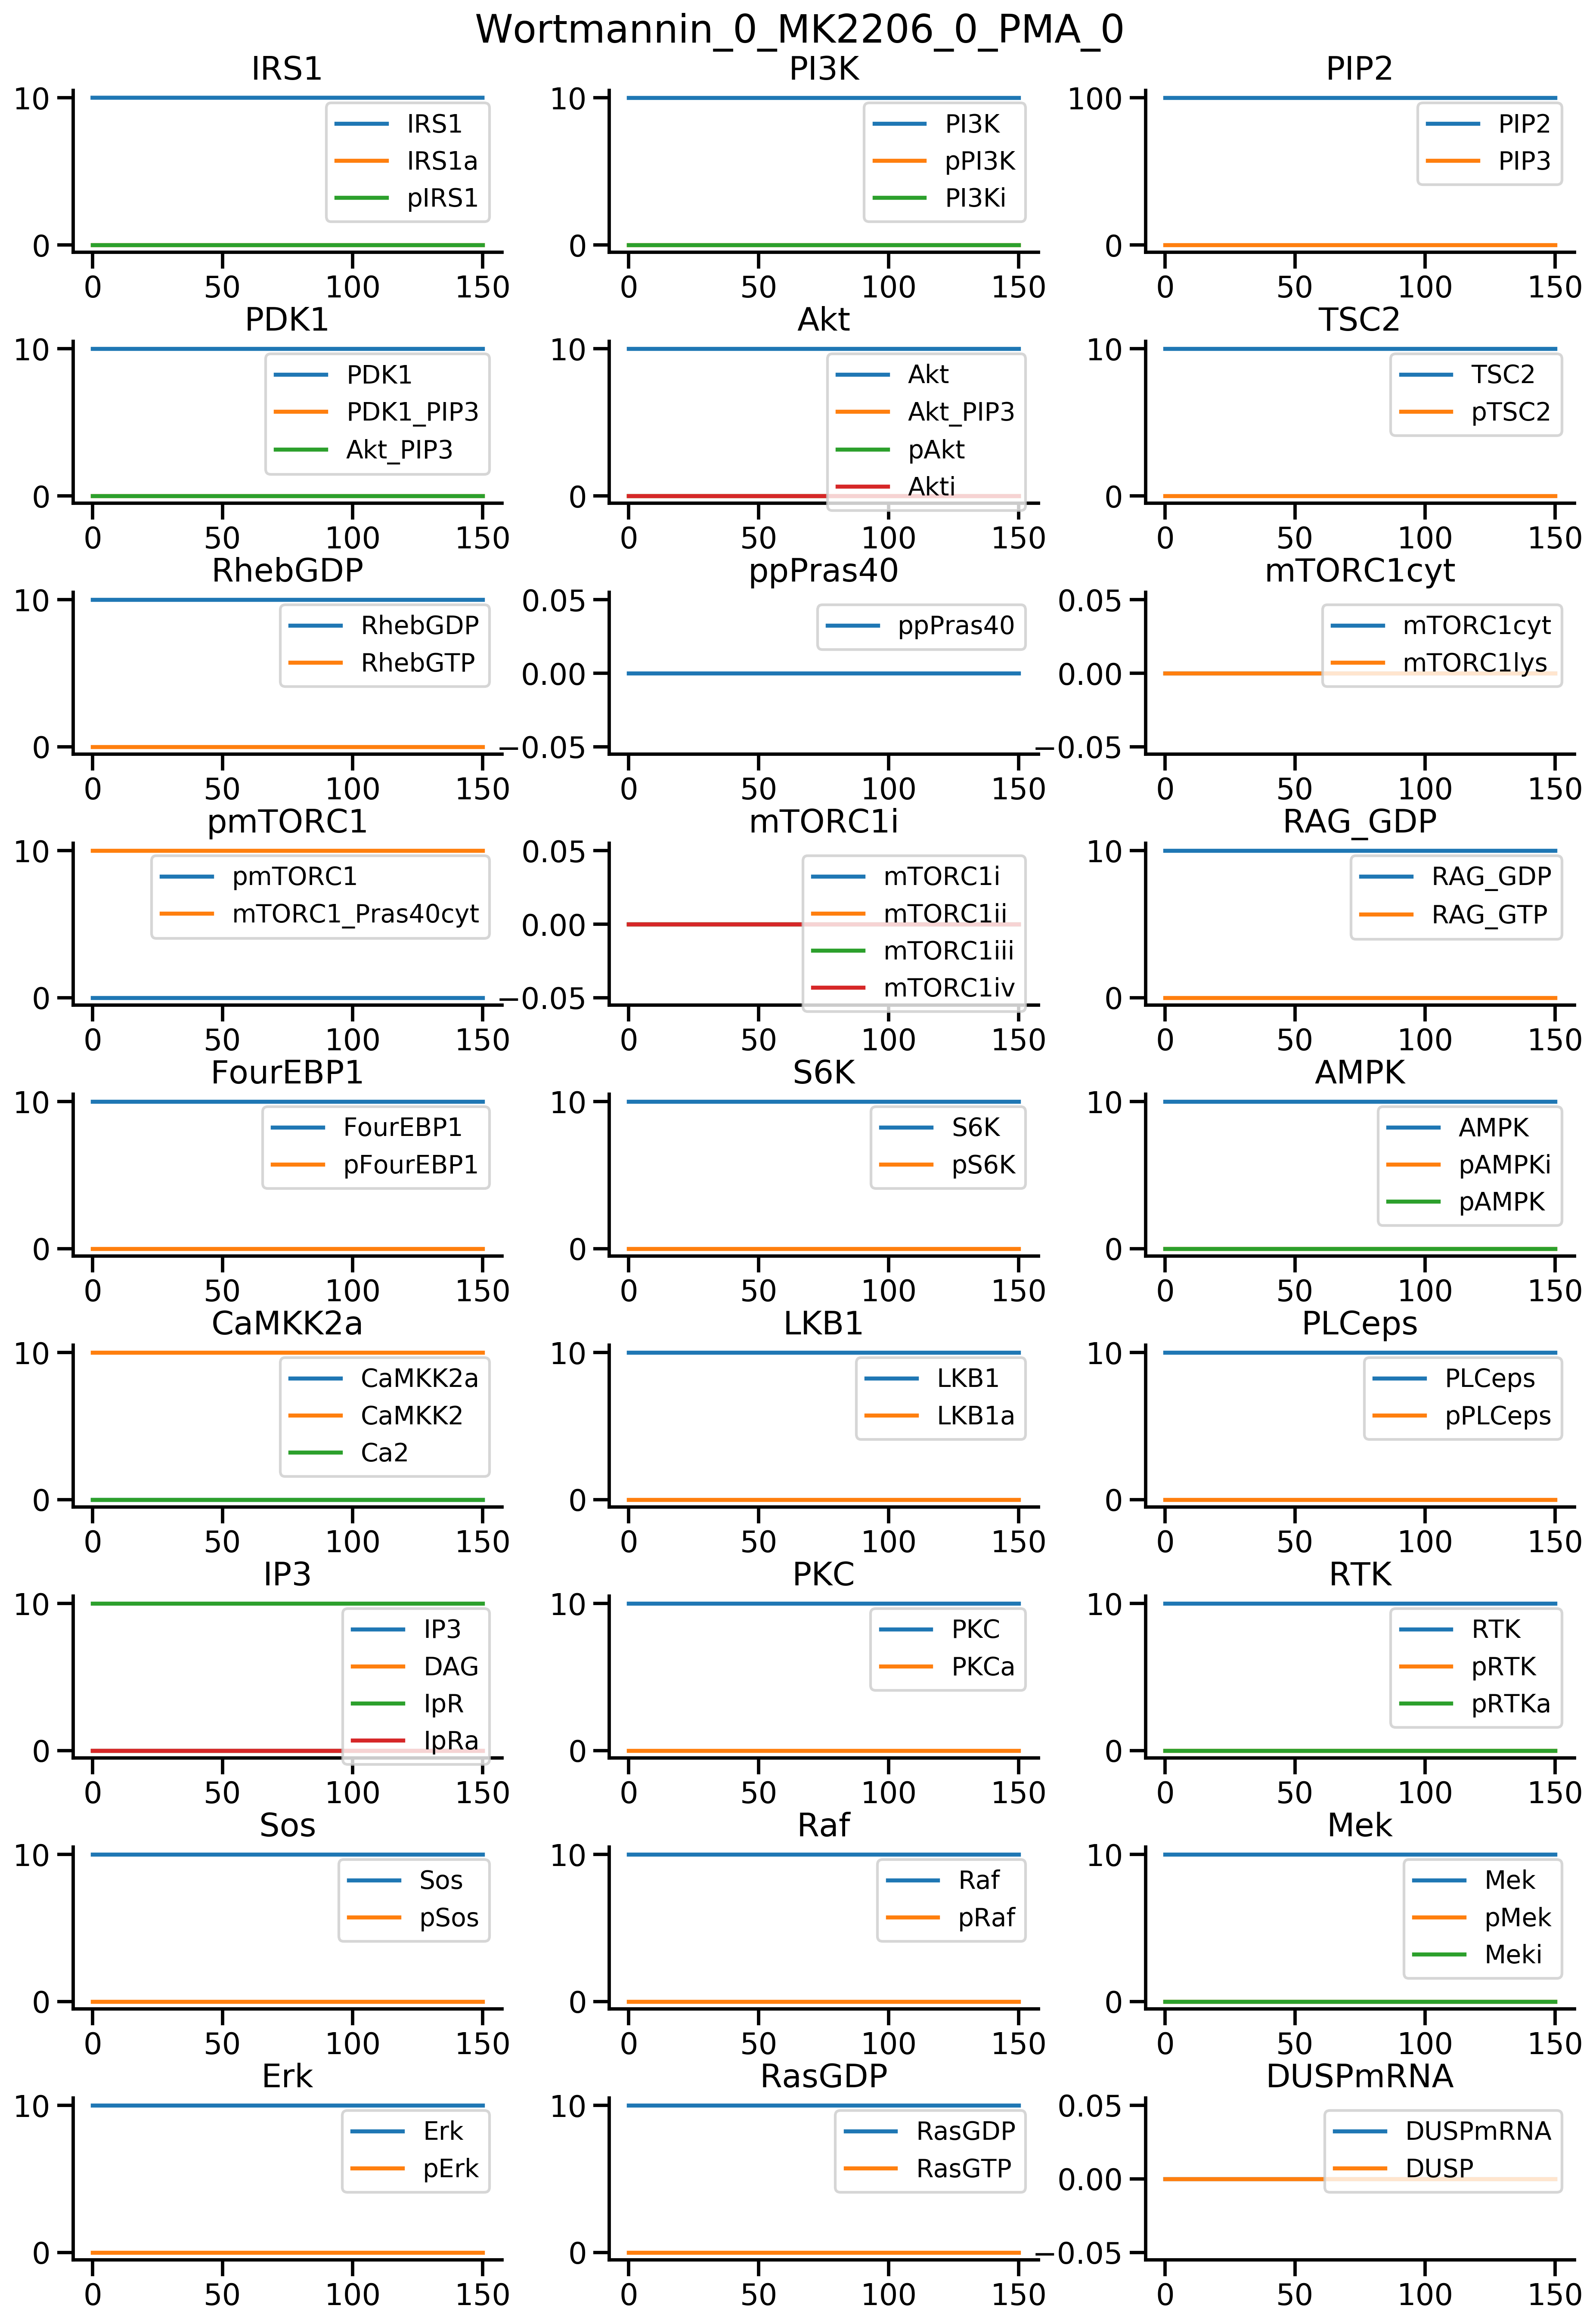 Wortmannin_0_MK2206_0_PMA_0
IRS1
10
0
0 50 100 150
IRS1
IRS1a
pIRS1
PI3K
10
0
0 50 100 150
PI3K
pPI3K
PI3Ki
PIP2
100
0
0 50 100 150
PIP2
PIP3
PDK1
10
0
0 50 100 150
PDK1
PDK1_PIP3
Akt_PIP3
Akt
10
0
0 50 100 150
Akt
Akt_PIP3
pAkt
Akti
TSC2
10
0
0 50 100 150
TSC2
pTSC2
RhebGDP
10
0
0 50 100 150
RhebGDP
RhebGTP
ppPras40
0.05
0.00
−0.05
0 50 100 150
ppPras40
mTORC1cyt
0.05
0.00
−0.05
0 50 100 150
mTORC1cyt
mTORC1lys
pmTORC1
10
0
0 50 100 150
pmTORC1
mTORC1_Pras40cyt
mTORC1i
0.05
0.00
−0.05
0 50 100 150
mTORC1i
mTORC1ii
mTORC1iii
mTORC1iv
RAG_GDP
10
0
0 50 100 150
RAG_GDP
RAG_GTP
FourEBP1
10
0
0 50 100 150
FourEBP1
pFourEBP1
S6K
10
0
0 50 100 150
S6K
pS6K
AMPK
10
0
0 50 100 150
AMPK
pAMPKi
pAMPK
CaMKK2a
10
0
0 50 100 150
CaMKK2a
CaMKK2
Ca2
LKB1
10
0
0 50 100 150
LKB1
LKB1a
PLCeps
10
0
0 50 100 150
PLCeps
pPLCeps
IP3
10
0
0 50 100 150
IP3
DAG
IpR
IpRa
PKC
10
0
0 50 100 150
PKC
PKCa
RTK
10
0
0 50 100 150
RTK
pRTK
pRTKa
Sos
10
0
0 50 100 150
Sos
pSos
Raf
10
0
0 50 100 150
Raf
pRaf
Mek
10
0
0 50 100 150
Mek
pMek
Meki
Erk
10
0
0 50 100 150
Erk
pErk
RasGDP
10
0
0 50 100 150
RasGDP
RasGTP
DUSPmRNA
0.05
0.00
−0.05
0 50 100 150
DUSPmRNA
DUSP